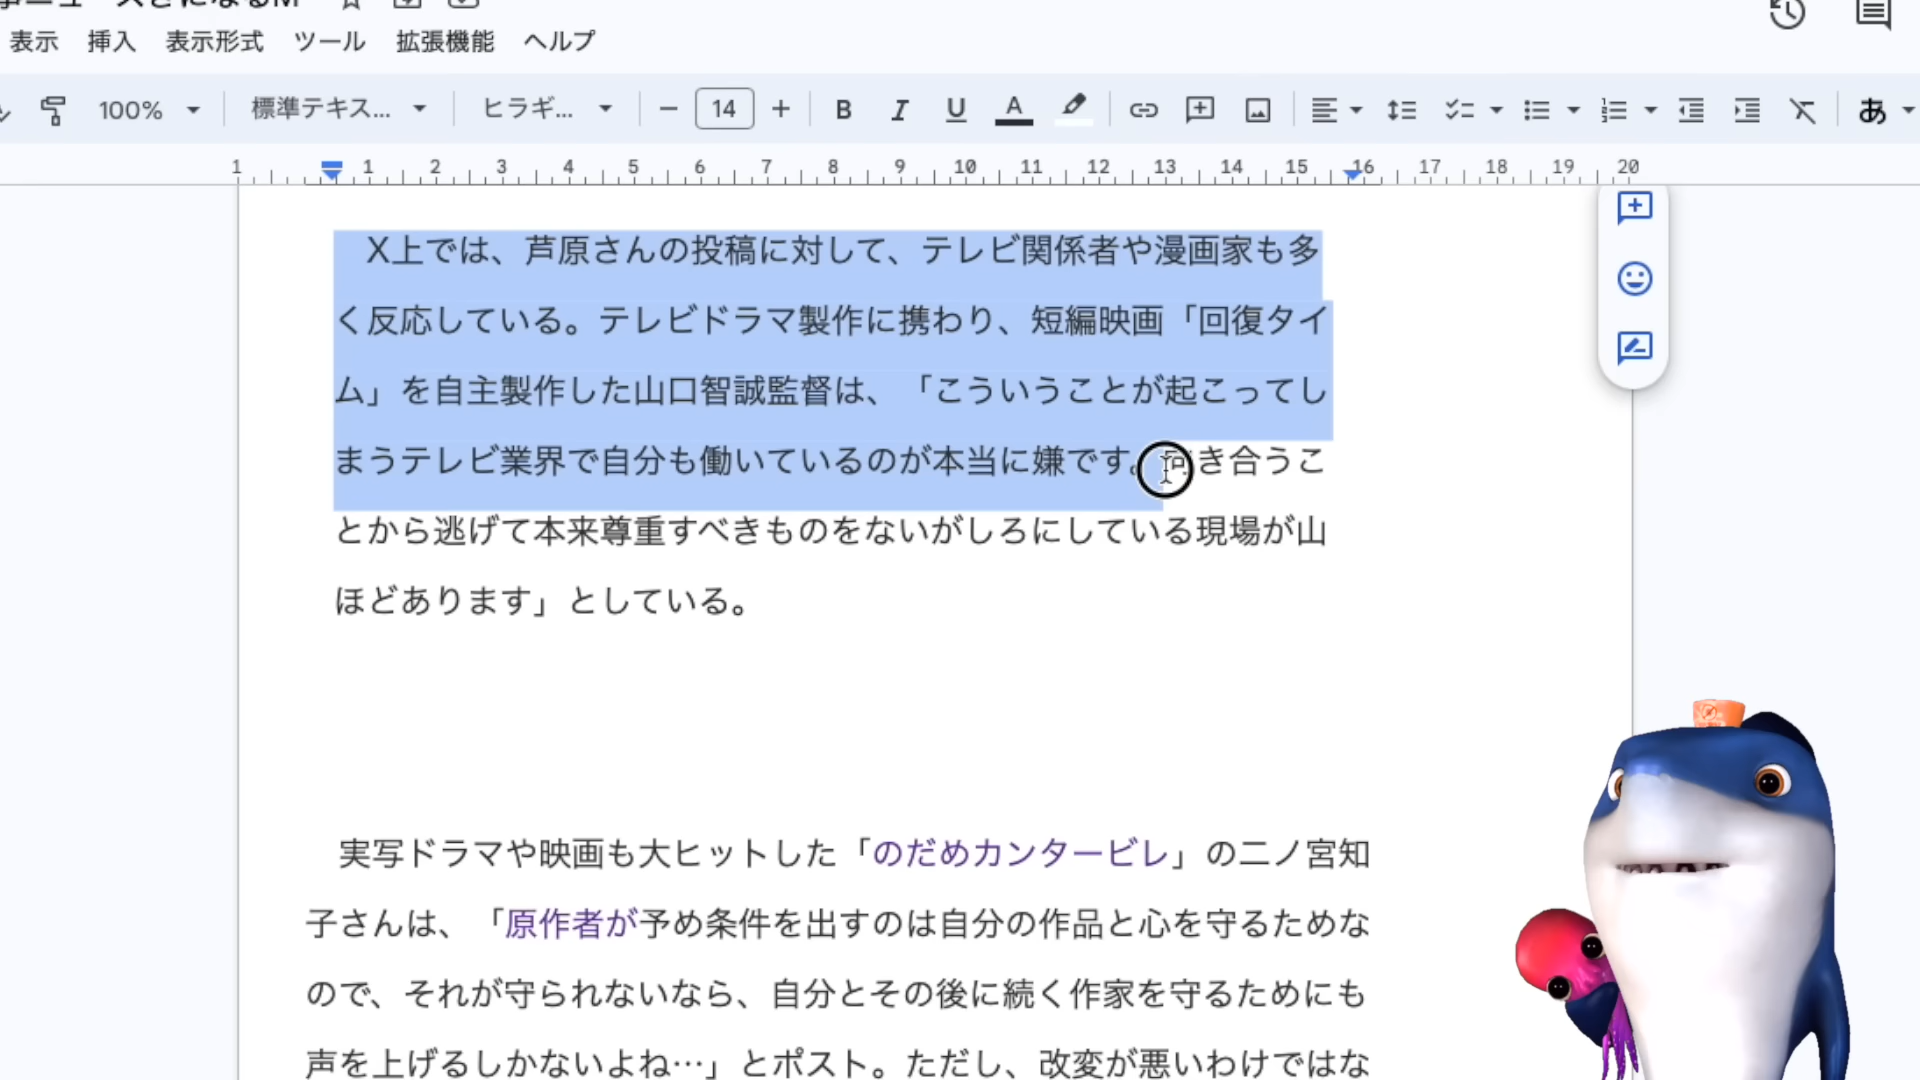 表示 挿入 表示形式 ツール 拡張機能 ヘルプ
100% 標準テキス... ヒラギ... 14 B I U A あ
1 1 2 3 4 5 6 7 8 9 10 11 12 13 14 15 16 17 18 19 20
X上では、芦原さんの投稿に対して、テレビ関係者や漫画家も多
く反応している。テレビドラマ製作に携わり、短編映画「回復タイ
ム」を自主製作した山口智誠監督は、「こういうことが起こってし
まうテレビ業界で自分も働いているのが本当に嫌です。向き合うこ
とから逃げて本来尊重すべきものをないがしろにしている現場が山
ほどあります」としている。
実写ドラマや映画も大ヒットした「のだめカンタービレ」の二ノ宮知
子さんは、「原作者が予め条件を出すのは自分の作品と心を守るためな
ので、それが守られないなら、自分とその後に続く作家を守るためにも
声を上げるしかないよね…」とポスト。ただし、改変が悪いわけではな